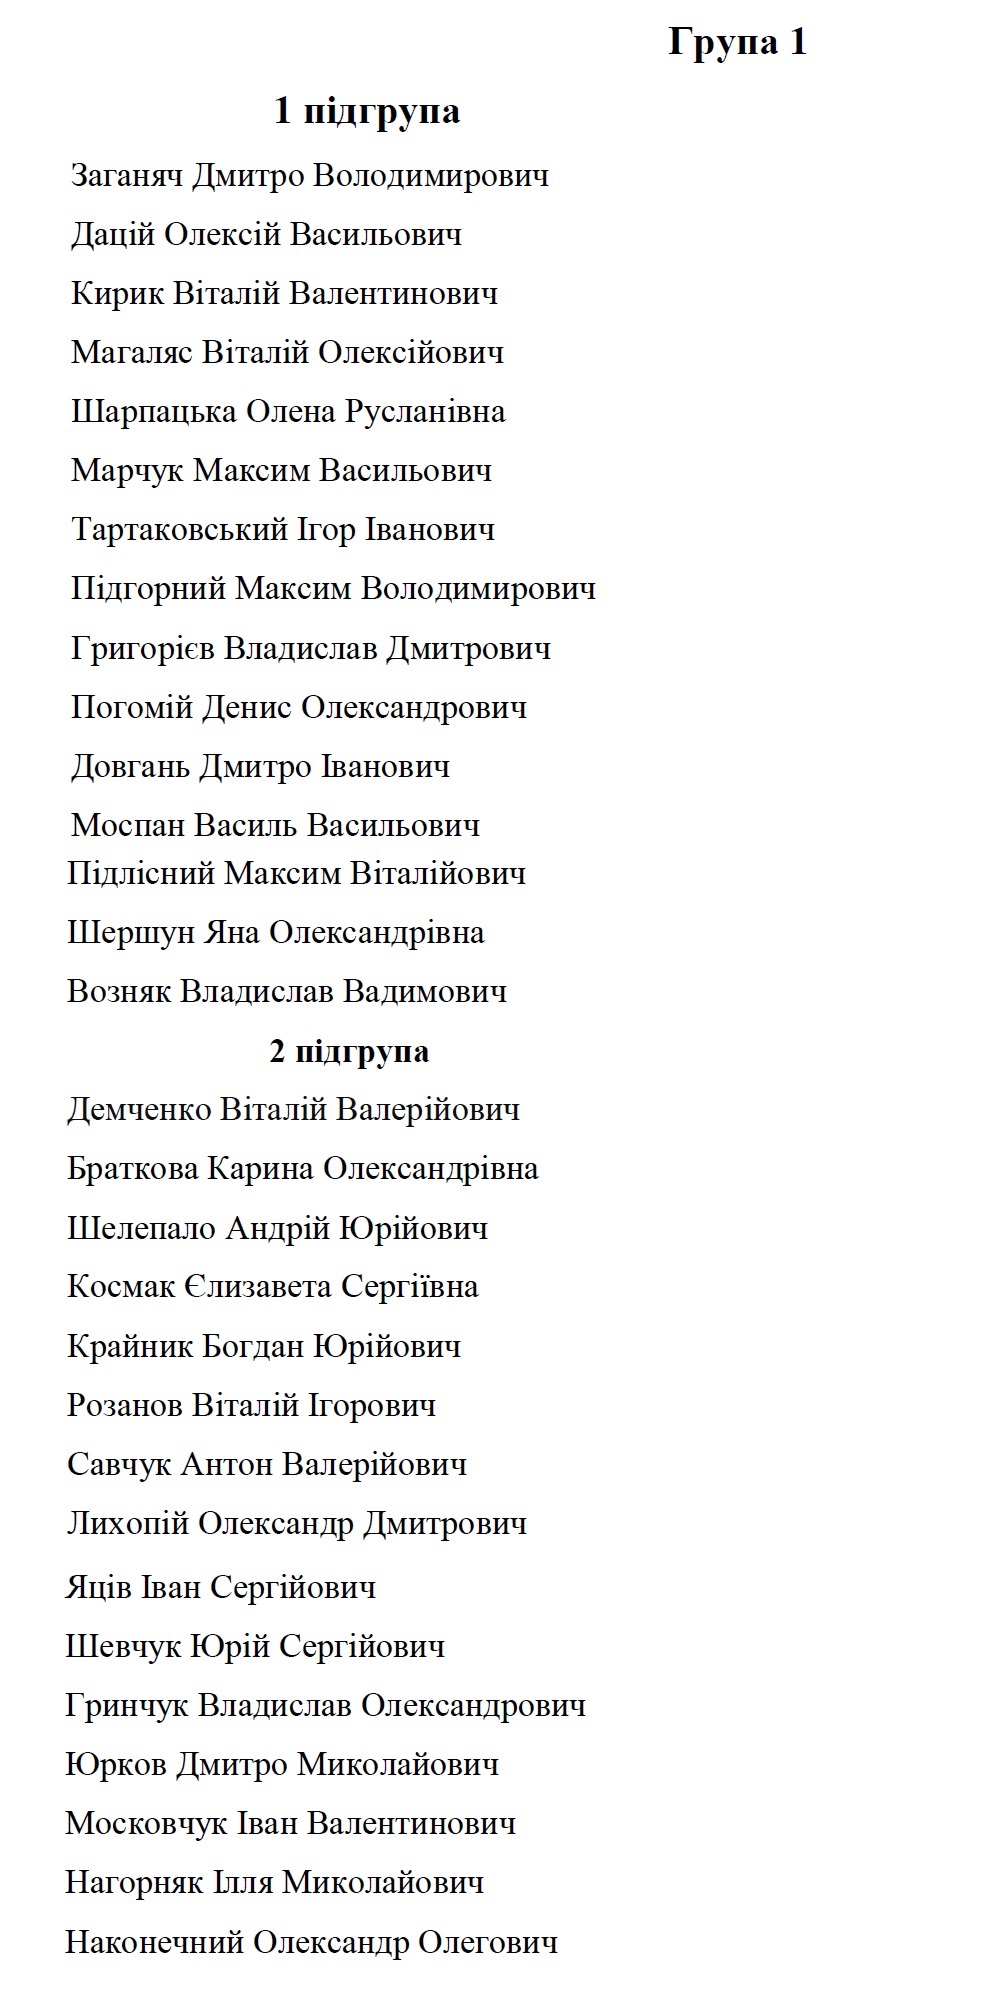 Група 1
1 підгрупа
Заганяч Дмитро Володимирович
Дацій Олексій Васильович
Кирик Віталій Валентинович
Магаляс Віталій Олексійович
Шарпацька Олена Русланівна
Марчук Максим Васильович
Тартаковський Ігор Іванович
Підгорний Максим Володимирович
Григорієв Владислав Дмитрович
Погомій Денис Олександрович
Довгань Дмитро Іванович
Моспан Василь Васильович
Підлісний Максим Віталійович
Шершун Яна Олександрівна
Возняк Владислав Вадимович
2 підгрупа
Демченко Віталій Валерійович
Браткова Карина Олександрівна
Шелепало Андрій Юрійович
Космак Єлизавета Сергіївна
Крайник Богдан Юрійович
Розанов Віталій Ігорович
Савчук Антон Валерійович
Лихопій Олександр Дмитрович
Яців Іван Сергійович
Шевчук Юрій Сергійович
Гринчук Владислав Олександрович
Юрков Дмитро Миколайович
Московчук Іван Валентинович
Нагорняк Ілля Миколайович
Наконечний Олександр Олегович